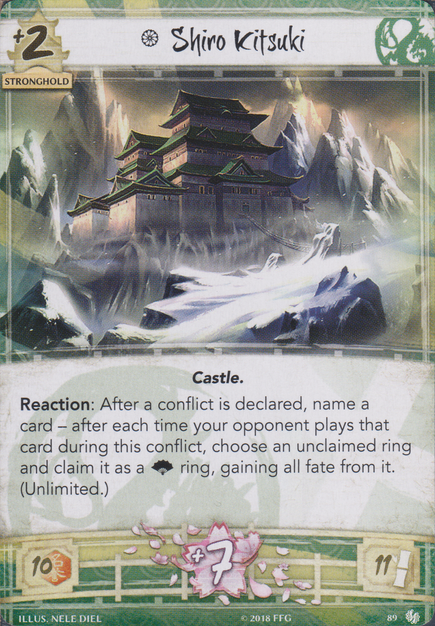 +2
Shiro Kitsuki
STRONGHOLD
Castle.
Reaction: After a conflict is declared, name a
card – after each time your opponent plays that
card during this conflict, choose an unclaimed ring
and claim it as a ring, gaining all fate from it.
(Unlimited.)
10
+7
11
ILLUS. NELE DIEL
© 2018 FFG
89